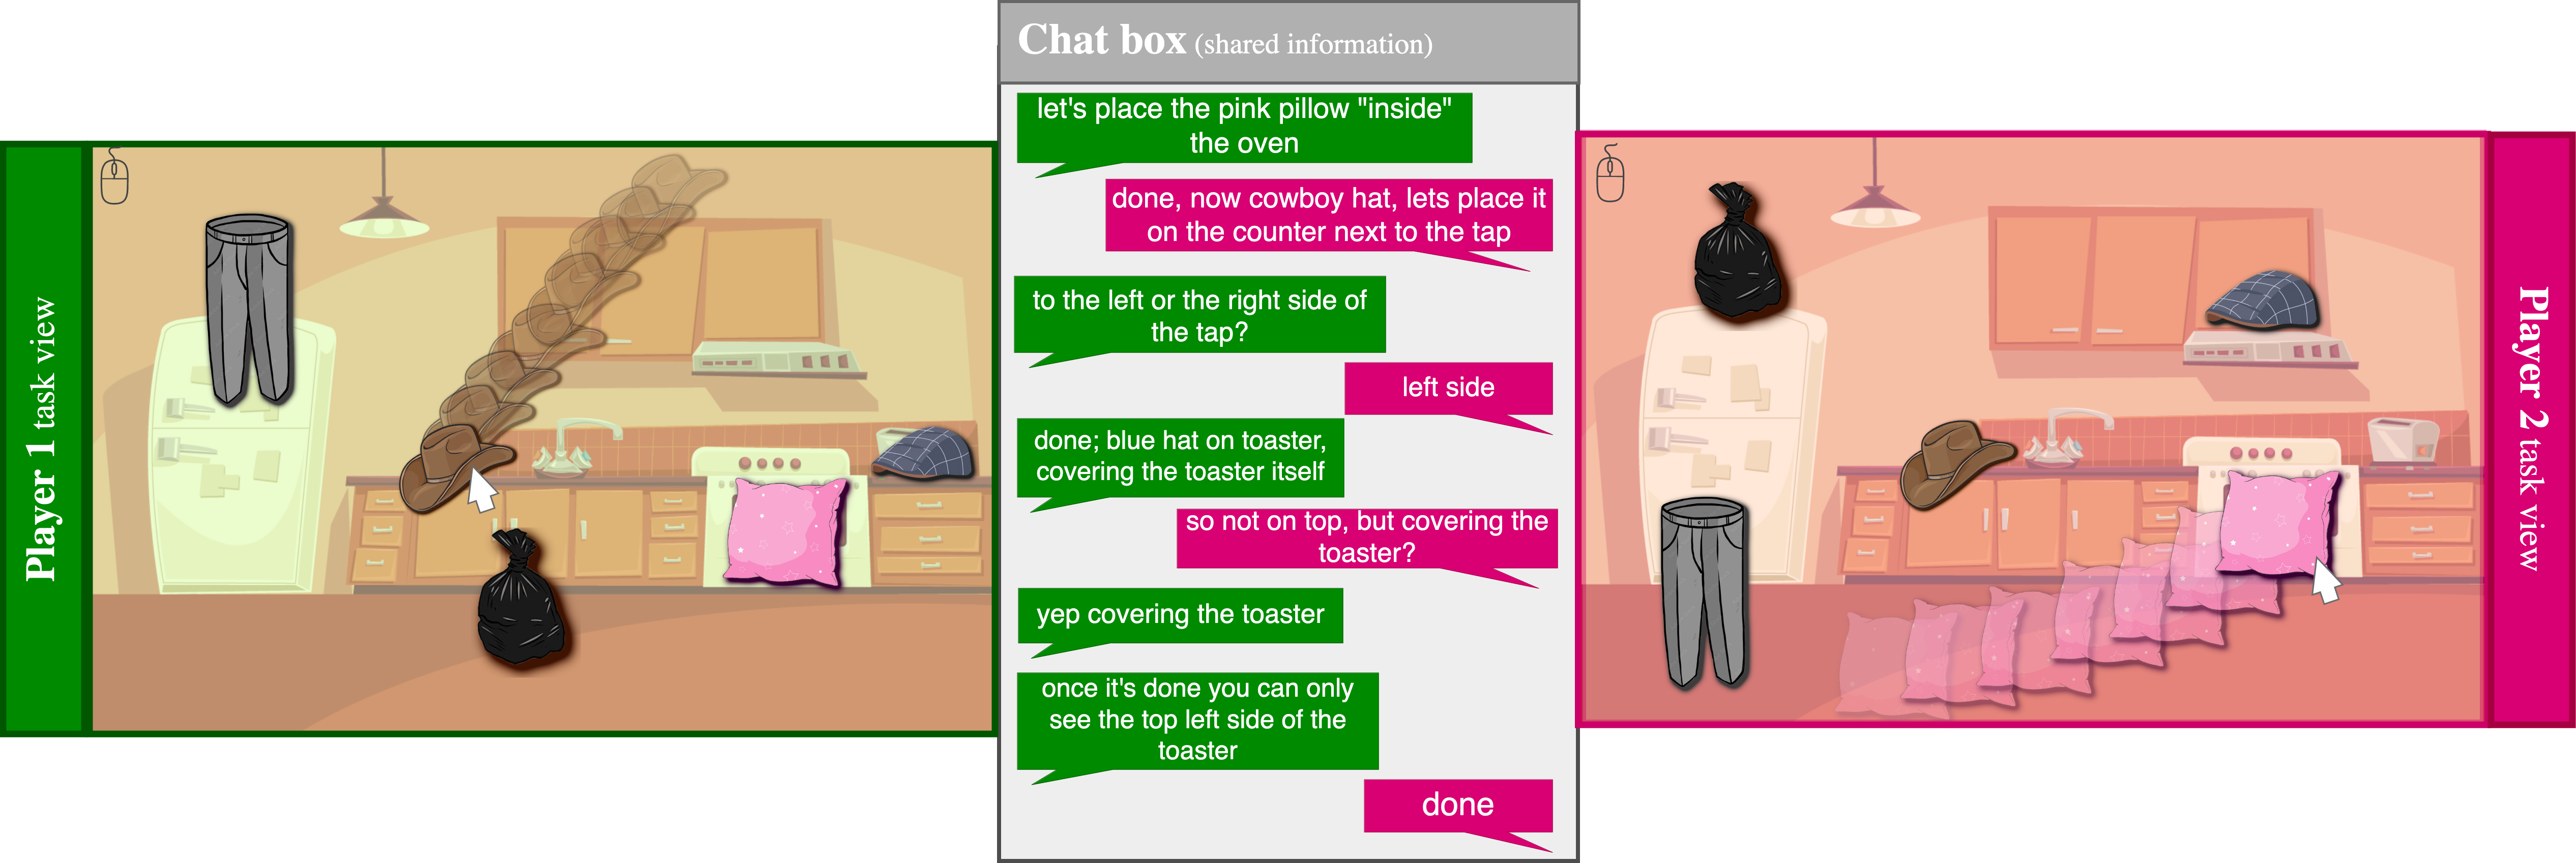 Player 1 task view
Chat box (shared information)
let's place the pink pillow "inside"
the oven
done, now cowboy hat, lets place it
on the counter next to the tap
to the left or the right side of
the tap?
left side
done; blue hat on toaster,
covering the toaster itself
so not on top, but covering the
toaster?
yep covering the toaster
once it's done you can only
see the top left side of the
toaster
done
Player 2 task view